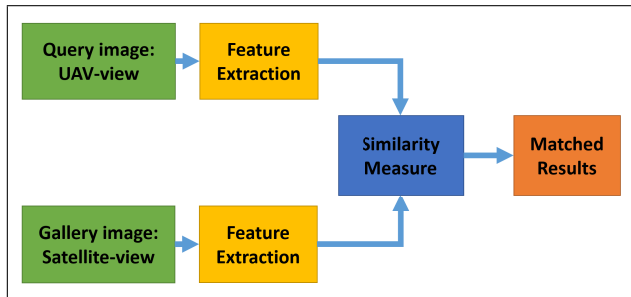 Query image:
UAV-view
Feature
Extraction
Similarity
Measure
Matched
Results
Gallery image:
Satellite-view
Feature
Extraction